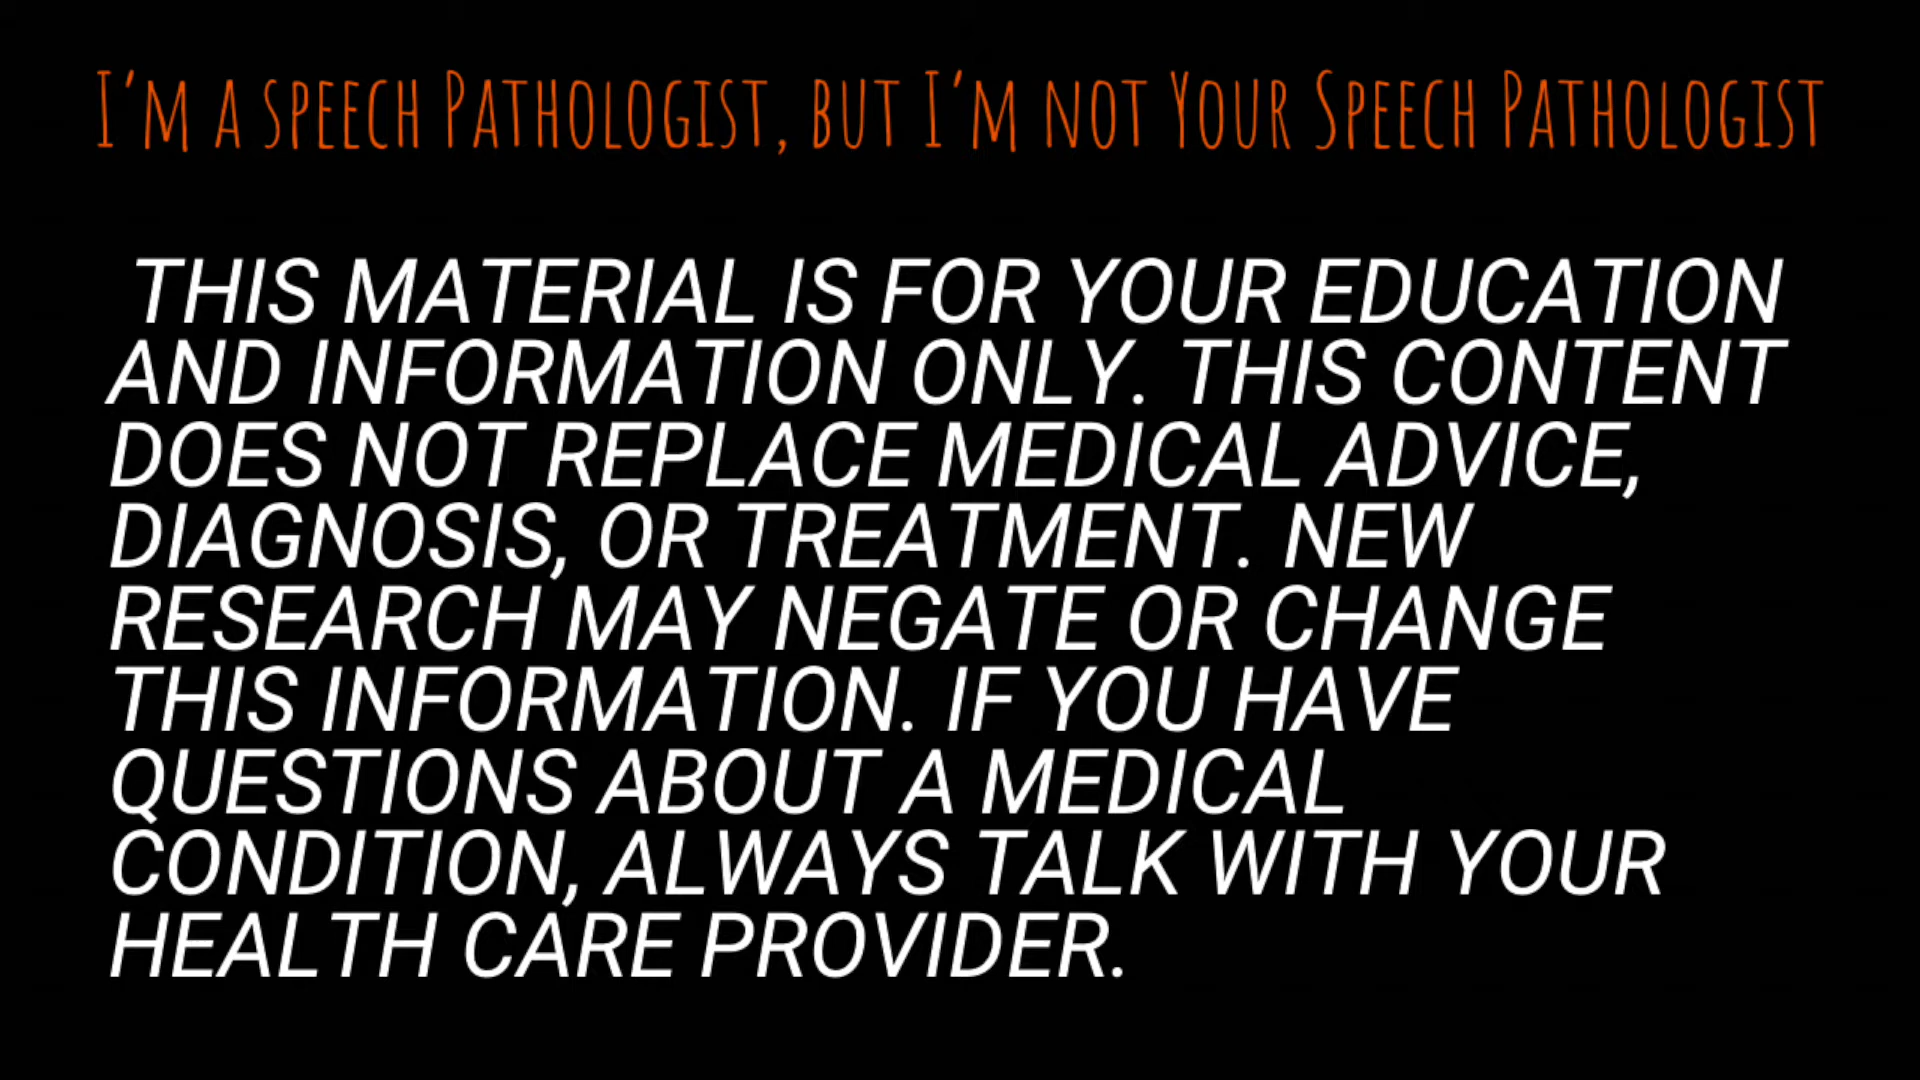 I'M A SPEECH PATHOLOGIST, BUT I'M NOT YOUR SPEECH PATHOLOGIST
THIS MATERIAL IS FOR YOUR EDUCATION
AND INFORMATION ONLY. THIS CONTENT
DOES NOT REPLACE MEDICAL ADVICE,
DIAGNOSIS, OR TREATMENT. NEW
RESEARCH MAY NEGATE OR CHANGE
THIS INFORMATION. IF YOU HAVE
QUESTIONS ABOUT A MEDICAL
CONDITION, ALWAYS TALK WITH YOUR
HEALTH CARE PROVIDER.